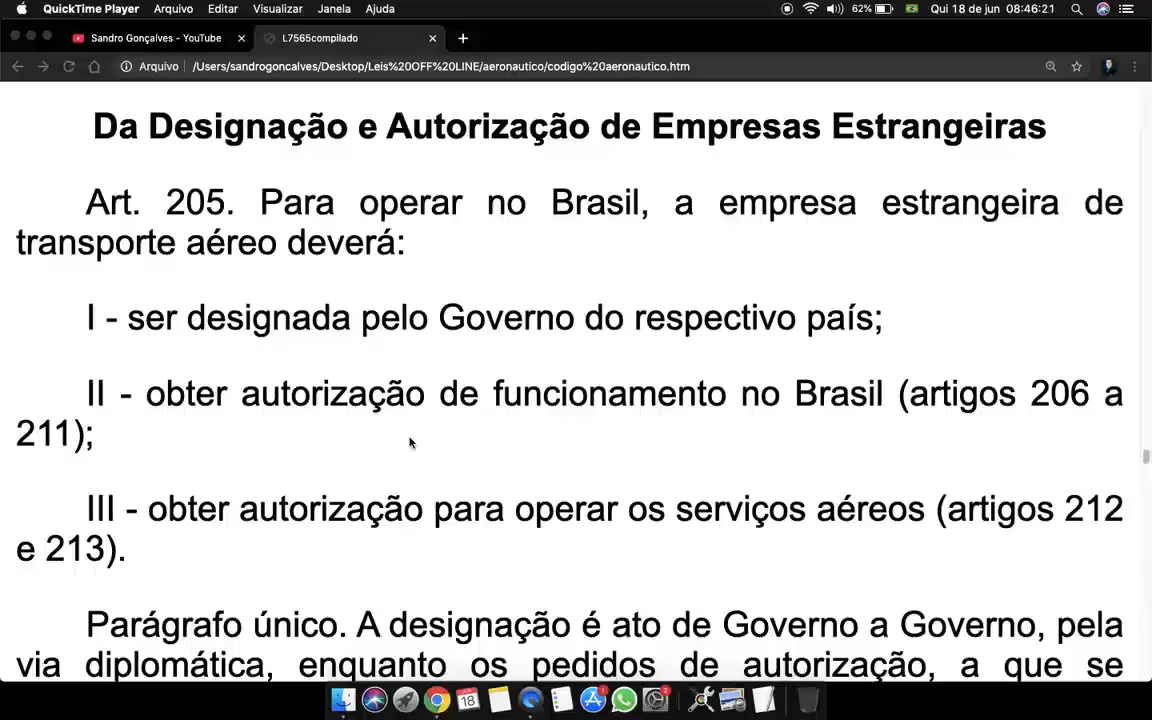 QuickTime Player Arquivo Editar Visualizar Janela Ajuda 62% Qui 18 de jun 08:46:21
Sandro Gonçalves - YouTube L7565compilado
Arquivo /Users/sandrogoncalves/Desktop/Leis%20OFF%20LINE/aeronautico/codigo%20aeronautico.htm
Da Designação e Autorização de Empresas Estrangeiras
Art. 205. Para operar no Brasil, a empresa estrangeira de
transporte aéreo deverá:
I - ser designada pelo Governo do respectivo país;
II - obter autorização de funcionamento no Brasil (artigos 206 a
211);
III - obter autorização para operar os serviços aéreos (artigos 212
e 213).
Parágrafo único. A designação é ato de Governo a Governo, pela
via diplomática, enquanto os pedidos de autorização, a que se
18